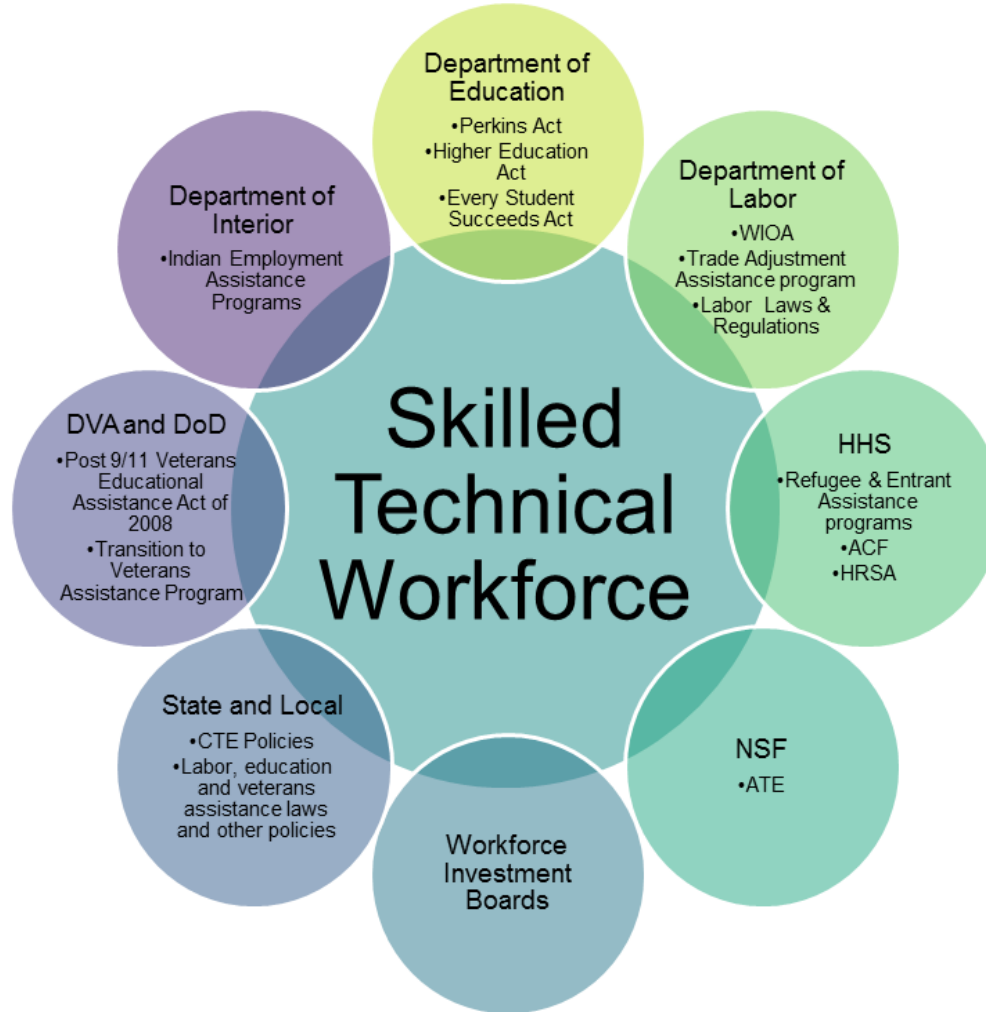 Department of
Education
•Perkins Act
•Higher Education
Act
•Every Student
Succeeds Act
Department of
Labor
•WIOA
•Trade Adjustment
Assistance program
•Labor Laws &
Regulations
HHS
•Refugee & Entrant
Assistance
programs
•ACF
•HRSA
NSF
•ATE
Workforce
Investment
Boards
State and Local
•CTE Policies
•Labor, education
and
veterans
assistance laws
and other policies
DVA and DoD
•Post 9/11 Veterans
Educational
Assistance Act of
2008
•Transition to
Veterans
Assistance Program
Department of
Interior
•Indian Employment
Assistance
Programs
Skilled
Technical
Workforce